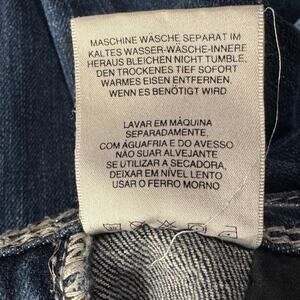 MASCHINE WÄSCHE SEPARAT IM
KALTES WASSER-WÄSCHE-INNERE
HERAUS BLEICHEN NICHT TUMBLE,
DEN TROCKENES TIEF SOFORT
WARMES EISEN ENTFERNEN,
WENN ES BENÖTIGT WIRD
LAVAR EM MÁQUINA
SEPARADAMENTE,
COM ÁGUAFRIA E DO AVESSO
NÃO SUAR ALVEJANTE
SE UTILIZAR A SECADORA,
DEIXAR EM NÍVEL LENTO
USAR O FERRO MORNO